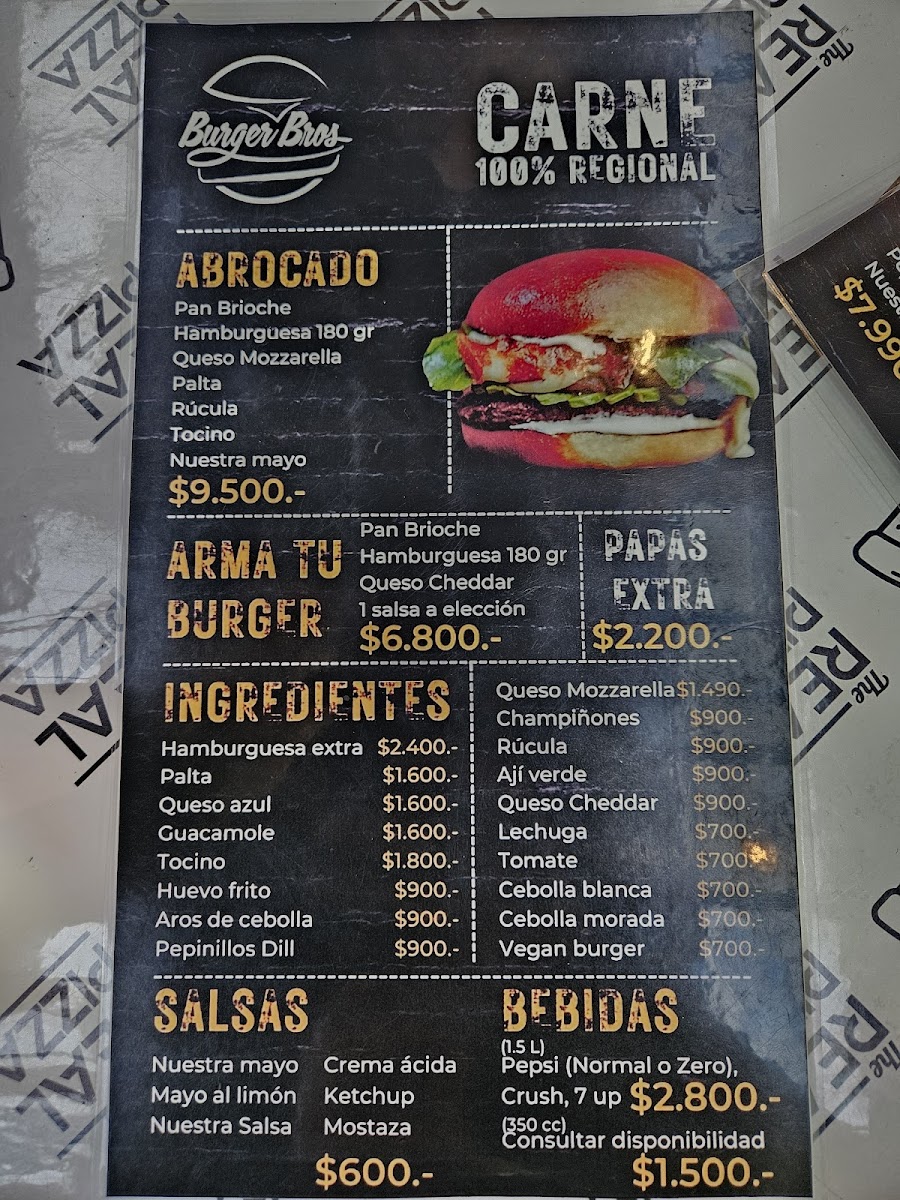 Burger Bros
CARNE
100% REGIONAL
ABROCADO
Pan Brioche
Hamburguesa 180 gr
Queso Mozzarella
Palta
Rúcula
Tocino
Nuestra mayo
$9.500.-
ARMA TU
BURGER
Pan Brioche
Hamburguesa 180 gr
Queso Cheddar
1 salsa a elección
$6.800.-
PAPAS
EXTRA
$2.200.-
INGREDIENTES
Hamburguesa extra $2.400.-
Palta $1.600.-
Queso azul $1.600.-
Guacamole $1.600.-
Tocino $1.800.-
Huevo frito $900.-
Aros de cebolla $900.-
Pepinillos Dill $900.-
Queso Mozzarella $1.490.-
Champiñones $900.-
Rúcula $900.-
Ají verde $900.-
Queso Cheddar $900.-
Lechuga $700.-
Tomate $700.-
Cebolla blanca $700.-
Cebolla morada $700.-
Vegan burger $700.-
SALSAS
Nuestra mayo Crema ácida
Mayo al limón Ketchup
Nuestra Salsa Mostaza
$600.-
BEBIDAS
(1.5 L)
Pepsi (Normal o Zero),
Crush, 7 up $2.800.-
(350 cc)
Consultar disponibilidad
$1.500.-
The REAL PIZZA